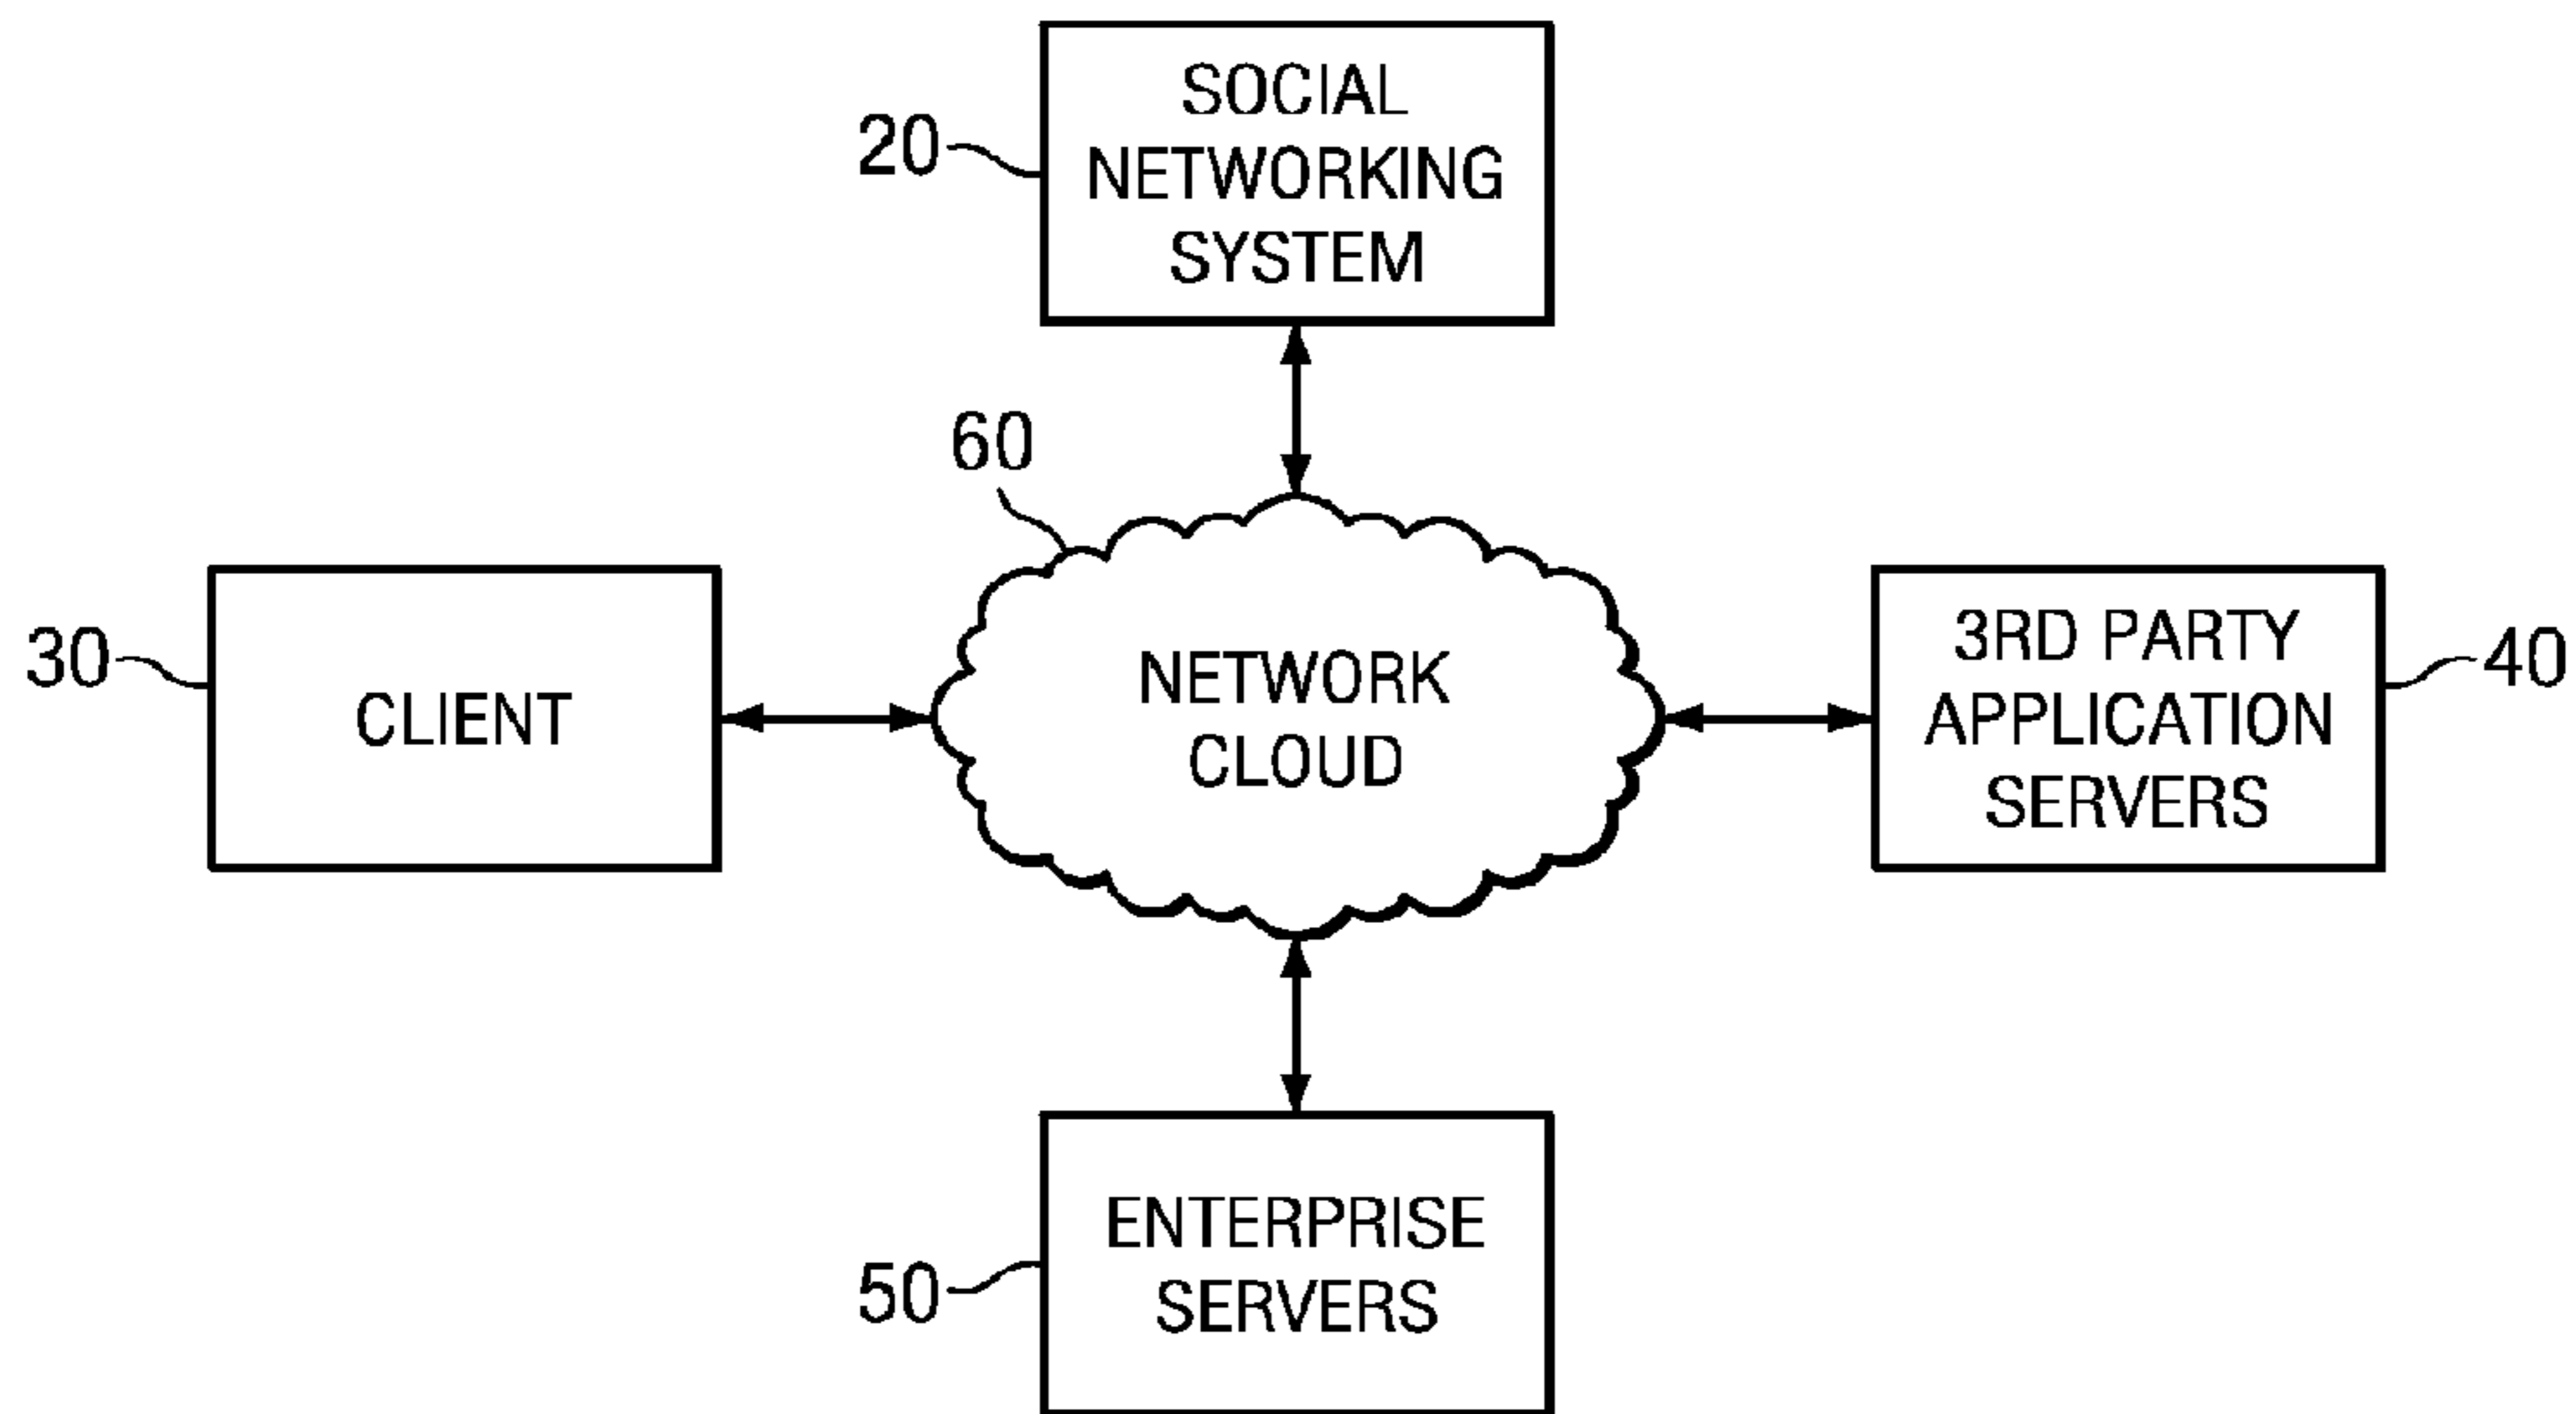 20
SOCIAL
NETWORKING
SYSTEM
60
30
CLIENT
NETWORK
CLOUD
3RD PARTY
APPLICATION
SERVERS
40
50
ENTERPRISE
SERVERS